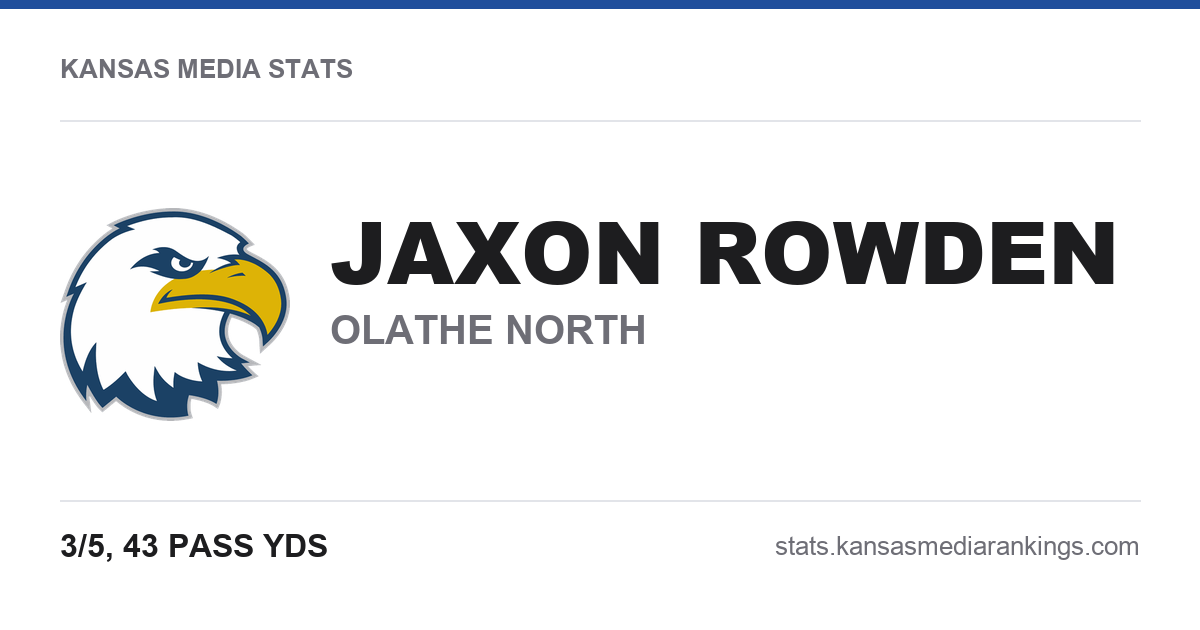 KANSAS MEDIA STATS
JAXON ROWDEN
OLATHE NORTH
3/5, 43 PASS YDS
stats.kansasmediarankings.com